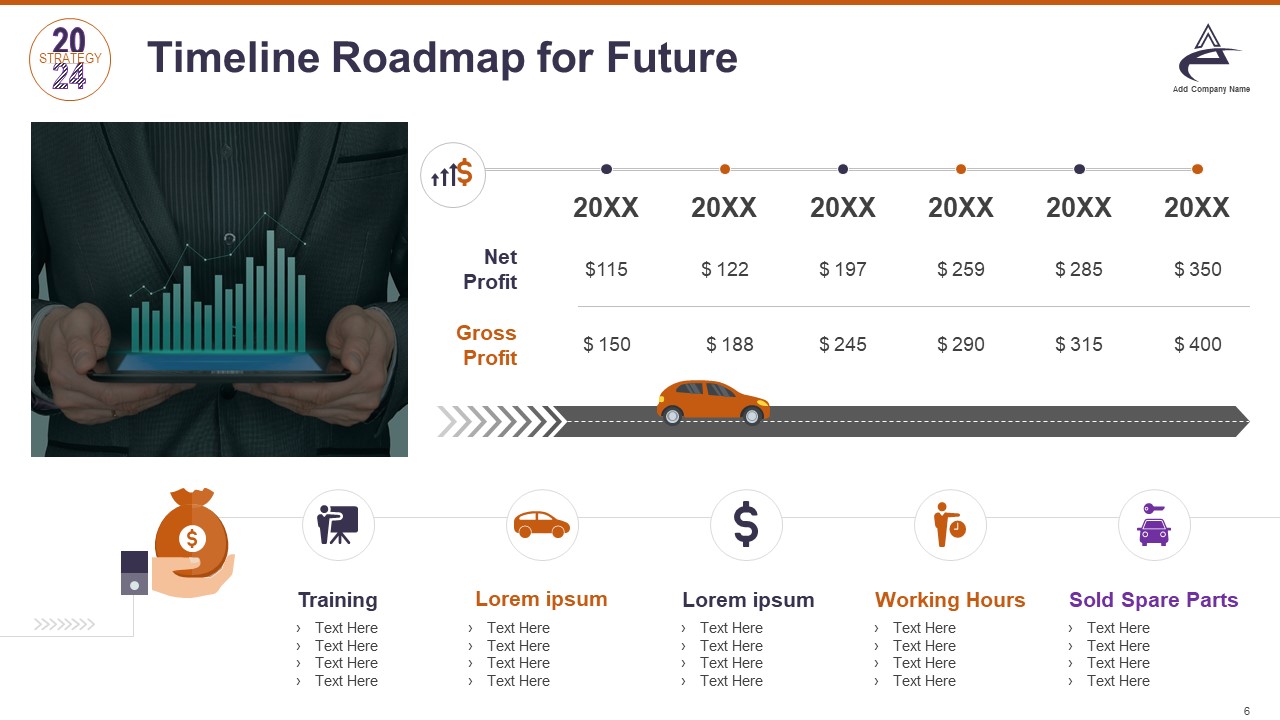 20
STRATEGY
24
Timeline Roadmap for Future
Add Company Name
$
20XX 20XX 20XX 20XX 20XX 20XX
Net
Profit
$115 $ 122 $ 197 $ 259 $ 285 $ 350
Gross
Profit
$ 150 $ 188 $ 245 $ 290 $ 315 $ 400
$
$
Training
› Text Here
› Text Here
› Text Here
› Text Here
Lorem ipsum
› Text Here
› Text Here
› Text Here
› Text Here
Lorem ipsum
› Text Here
› Text Here
› Text Here
› Text Here
Working Hours
› Text Here
› Text Here
› Text Here
› Text Here
Sold Spare Parts
› Text Here
› Text Here
› Text Here
› Text Here
6